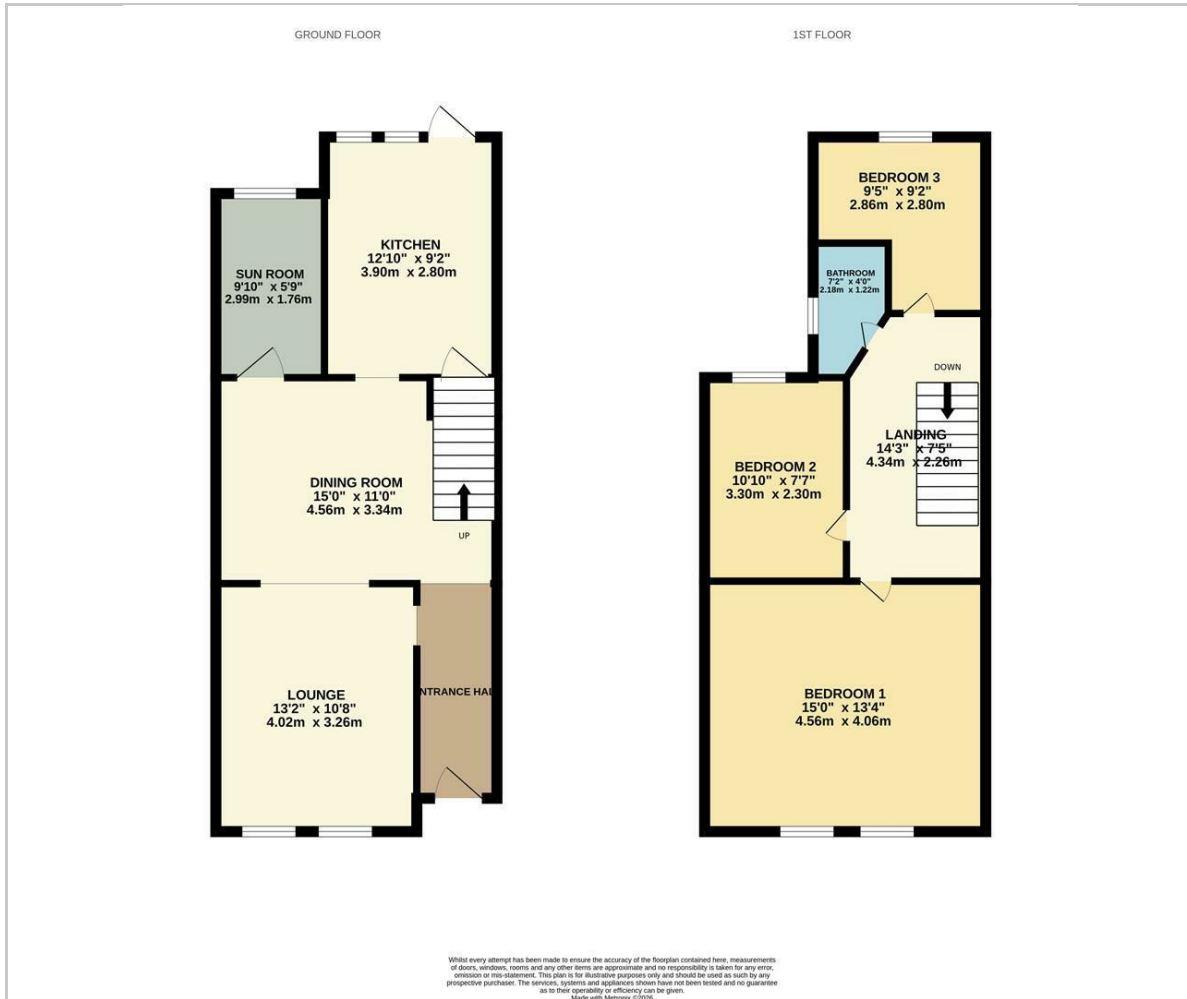 GROUND FLOOR
1ST FLOOR
KITCHEN
12'10" x 9'2"
3.90m x 2.80m
SUN ROOM
9'10" x 5'9"
2.99m x 1.76m
DINING ROOM
15'0" x 11'0"
4.56m x 3.34m
UP
LOUNGE
13'2" x 10'8"
4.02m x 3.26m
NTRANCE HAL
BEDROOM 3
9'5" x 9'2"
2.86m x 2.80m
BATHROOM
7'2" x 4'0"
2.18m x 1.22m
DOWN
LANDING
14'3" x 7'5"
4.34m x 2.26m
BEDROOM 2
10'10" x 7'7"
3.30m x 2.30m
BEDROOM 1
15'0" x 13'4"
4.56m x 4.06m
Whilst every attempt has been made to ensure the accuracy of the floorplan contained here, measurements
of doors, windows, rooms and any other items are approximate and no responsibility is taken for any error,
omission or mis-statement. This plan is for illustrative purposes only and should be used as such by any
prospective purchaser. The services, systems and appliances shown have not been tested and no guarantee
as to their operability or efficiency can be given.
Made with Metropix ©2026